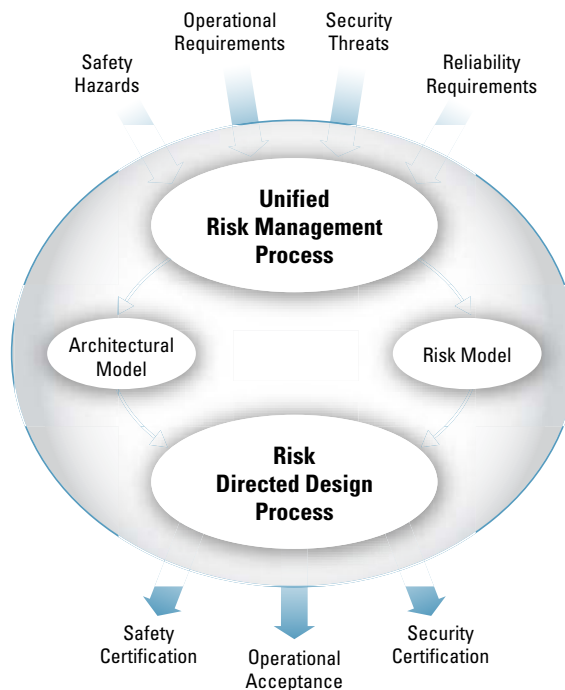 Operational
Requirements
Security
Threats
Safety
Hazards
Reliability
Requirements
Unified
Risk Management
Process
Architectural
Model
Risk Model
Risk
Directed Design
Process
Safety
Certification
Operational
Acceptance
Security
Certification